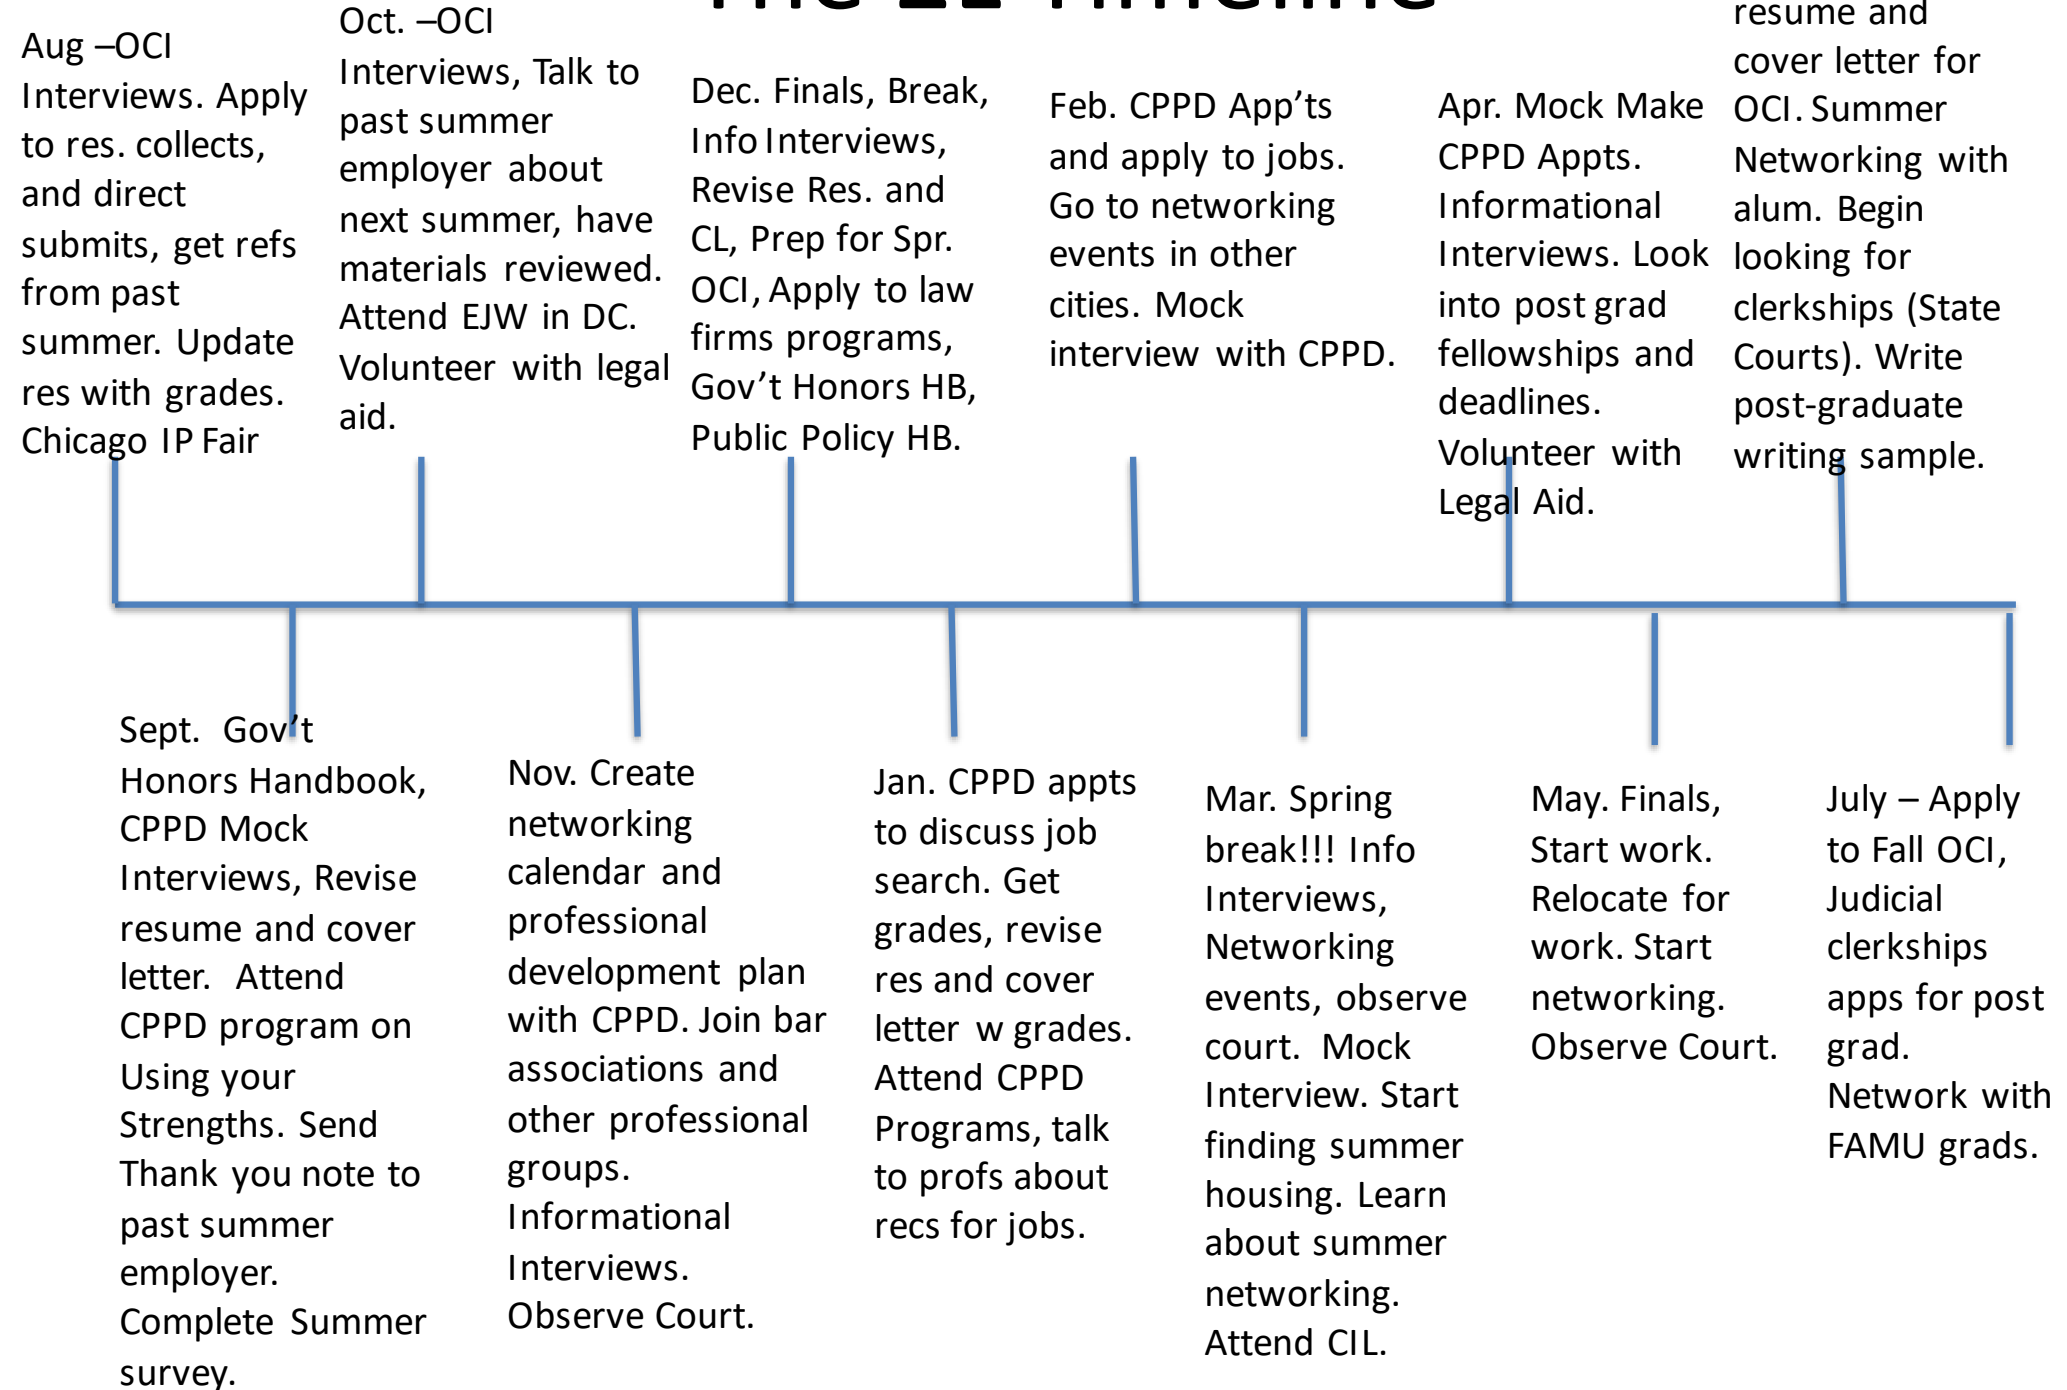 The 2L Timeline
Aug –OCI
Interviews. Apply
to res. collects,
and direct
submits, get refs
from past
summer. Update
res with grades.
Chicago IP Fair
Oct. –OCI
Interviews, Talk to
past summer
employer about
next summer, have
materials reviewed.
Attend EJW in DC.
Volunteer with legal
aid.
Dec. Finals, Break,
Info Interviews,
Revise Res. and
CL, Prep for Spr.
OCI, Apply to law
firms programs,
Gov’t Honors HB,
Public Policy HB.
Feb. CPPD App’ts
and apply to jobs.
Go to networking
events in other
cities. Mock
interview with CPPD.
Apr. Mock Make
CPPD Appts.
Informational
Interviews. Look
into post grad
fellowships and
deadlines.
Volunteer with
Legal Aid.
resume and
cover letter for
OCI. Summer
Networking with
alum. Begin
looking for
clerkships (State
Courts). Write
post-graduate
writing sample.
Sept. Gov’t
Honors Handbook,
CPPD Mock
Interviews, Revise
resume and cover
letter. Attend
CPPD program on
Using your
Strengths. Send
Thank you note to
past summer
employer.
Complete Summer
survey.
Nov. Create
networking
calendar and
professional
development plan
with CPPD. Join bar
associations and
other professional
groups.
Informational
Interviews.
Observe Court.
Jan. CPPD appts
to discuss job
search. Get
grades, revise
res and cover
letter w grades.
Attend CPPD
Programs, talk
to profs about
recs for jobs.
Mar. Spring
break!!! Info
Interviews,
Networking
events, observe
court. Mock
Interview. Start
finding summer
housing. Learn
about summer
networking.
Attend CIL.
May. Finals,
Start work.
Relocate for
work. Start
networking.
Observe Court.
July – Apply
to Fall OCI,
Judicial
clerkships
apps for post
grad.
Network with
FAMU grads.